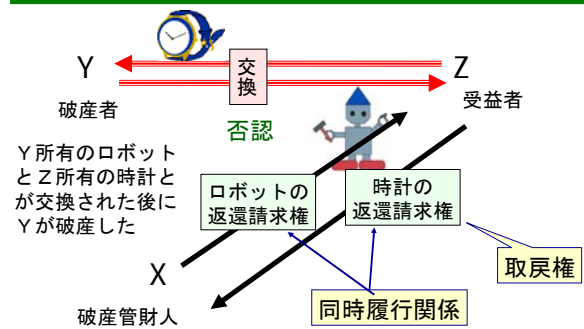 Y
交
換
Z
破産者
受益者
否認
Y所有のロボット
とZ所有の時計と
が交換された後に
Yが破産した
ロボットの
返還請求権
時計の
返還請求権
X
取戻権
破産管財人
同時履行関係